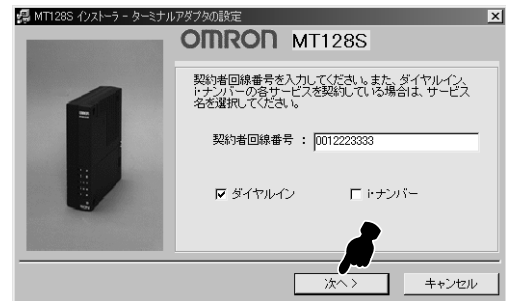 MT128S インストーラ - ターミナルアダプタの設定
OMRON MT128S
契約者回線番号を入力してください。また、ダイヤルイン、
i・ナンバーの各サービスを契約している場合は、サービス
名を選択してください。
契約者回線番号 : 0012223333
ダイヤルイン i・ナンバー
次へ > キャンセル